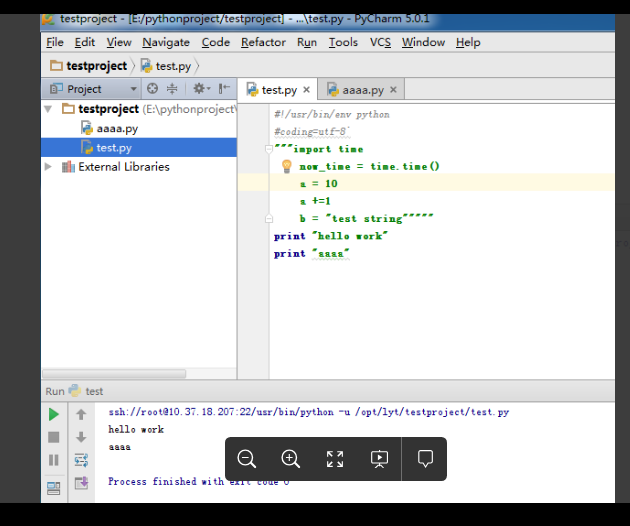 testproject - [E:/pythonproject/testproject] - ...\test.py - PyCharm 5.0.1
File Edit View Navigate Code Refactor Run Tools VCS Window Help
testproject test.py
Project
test.py × aaaa.py ×
testproject (E:\pythonproject\
aaaa.py
test.py
External Libraries
#!/usr/bin/env python
#coding=utf-8`
"""import time
now_time = time.time()
a = 10
a +=1
b = "test string"""""
print "hello work"
print "aaaa"
Run test
ssh://root@10.37.18.207:22/usr/bin/python -u /opt/lyt/testproject/test.py
hello work
aaaa
Process finished with exit code 0